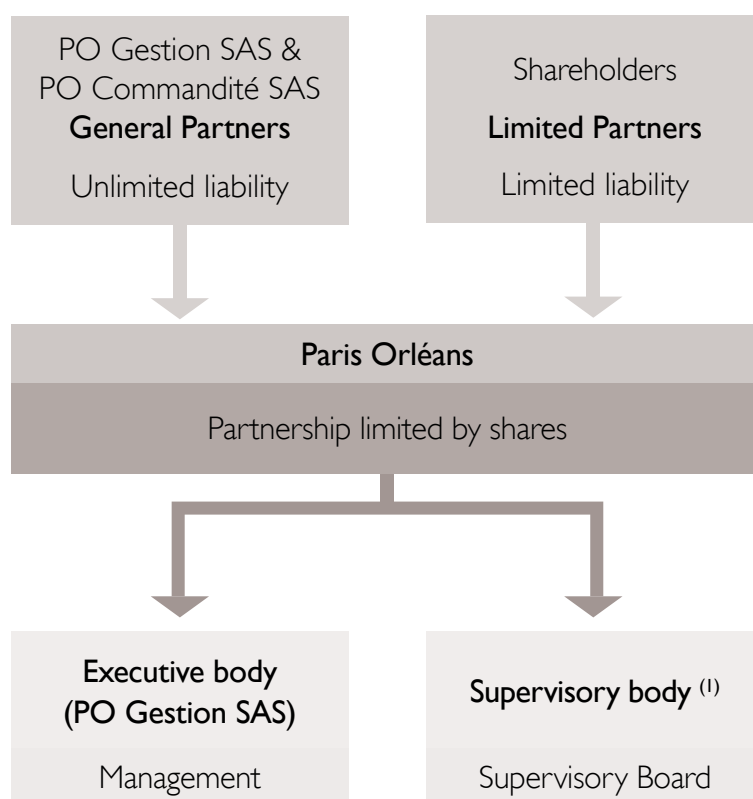 PO Gestion SAS &
PO Commandité SAS
General Partners
Unlimited liability
Shareholders
Limited Partners
Limited liability
Paris Orléans
Partnership limited by shares
Executive body
(PO Gestion SAS)
Management
Supervisory body (1)
Supervisory Board